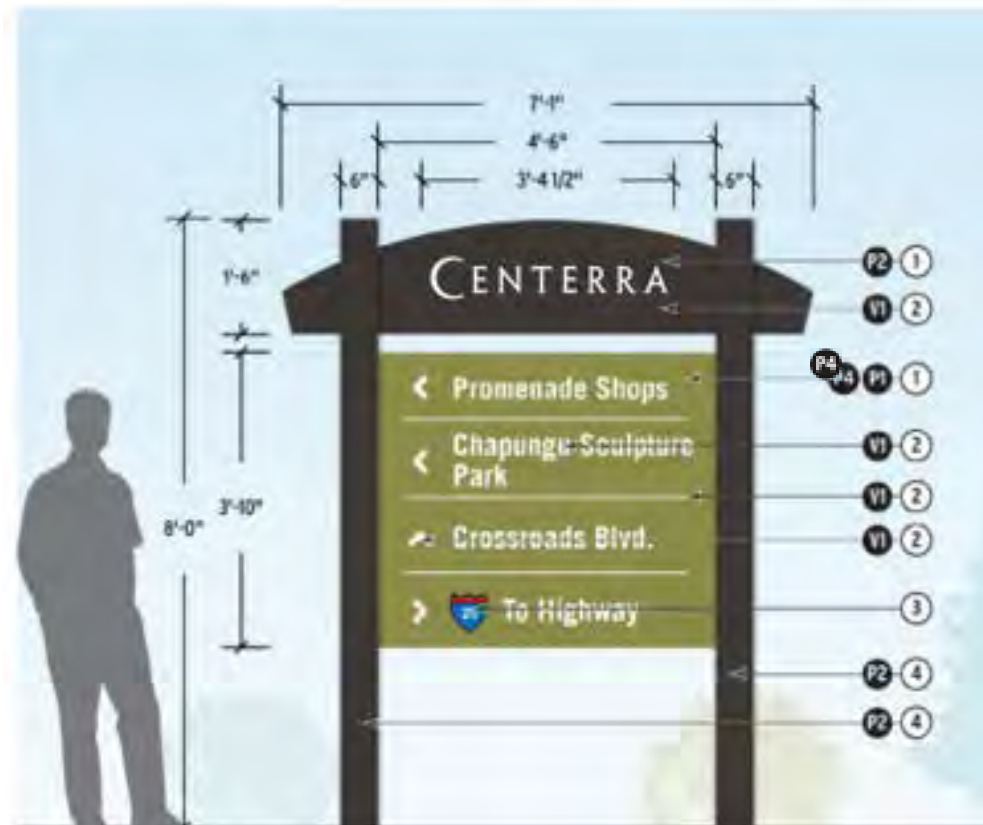 7'-1"
4'-6"
6" 3'-4 1/2" 6"
1'-6"
8'-0"
3'-10"
CENTERRA
P2 1
V1 2
< Promenade Shops
P4
P4 P1 1
< Chapungu Sculpture
Park
V1 2
V1 2
Crossroads Blvd.
V1 2
> 25 To Highway
3
P2 4
P2 4